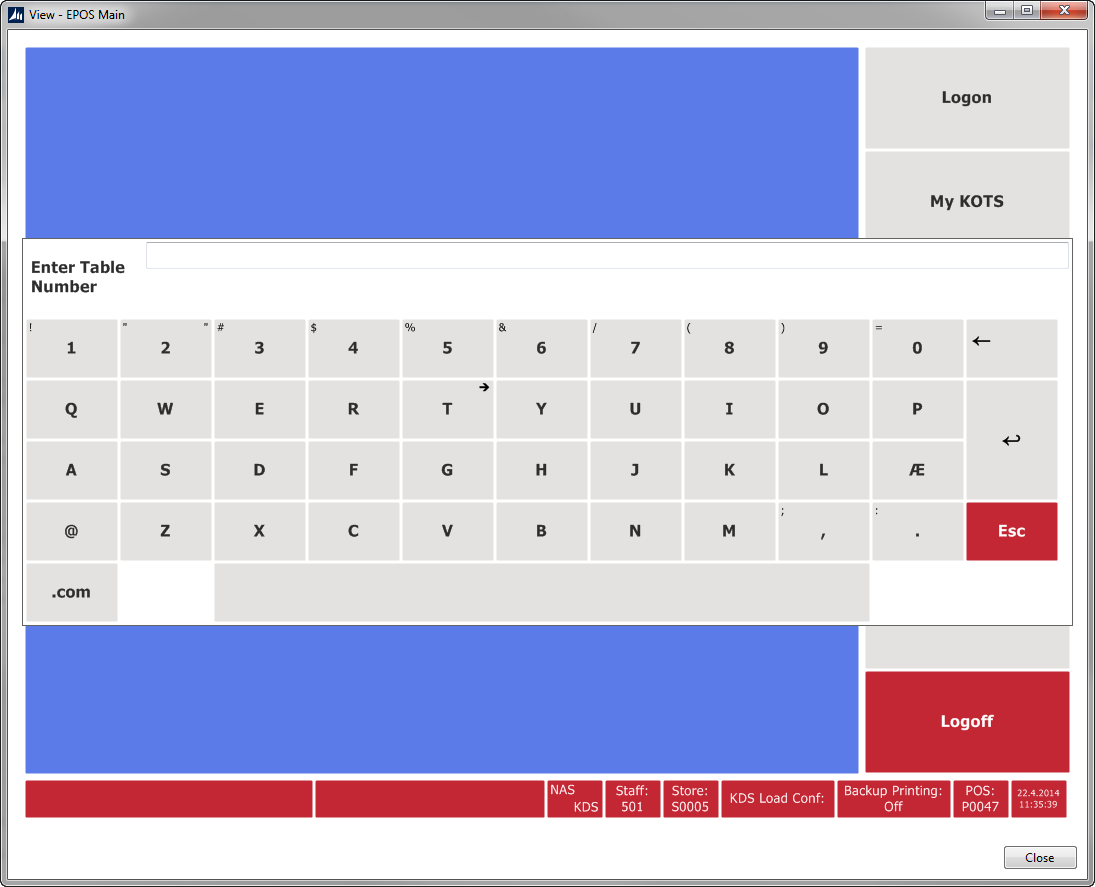 View - EPOS Main
Logon
My KOTS
Enter Table
Number
! 1 " 2 " # 3 $ 4 % 5 & 6 / 7 ( 8 ) 9 = 0 ←
Q W E R T → Y U I O P
A S D F G H J K L Æ ↩
@ Z X C V B N M ; , : . Esc
.com
Logoff
NAS
KDS
Staff:
501
Store:
S0005
KDS Load Conf:
Backup Printing:
Off
POS:
P0047
22.4.2014
11:35:39
Close